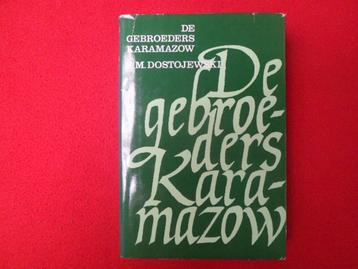 DE
GEBROEDERS
KARAMAZOW
F.M. DOSTOJEWSKI
De
gebroe-
ders
Kara-
mazow